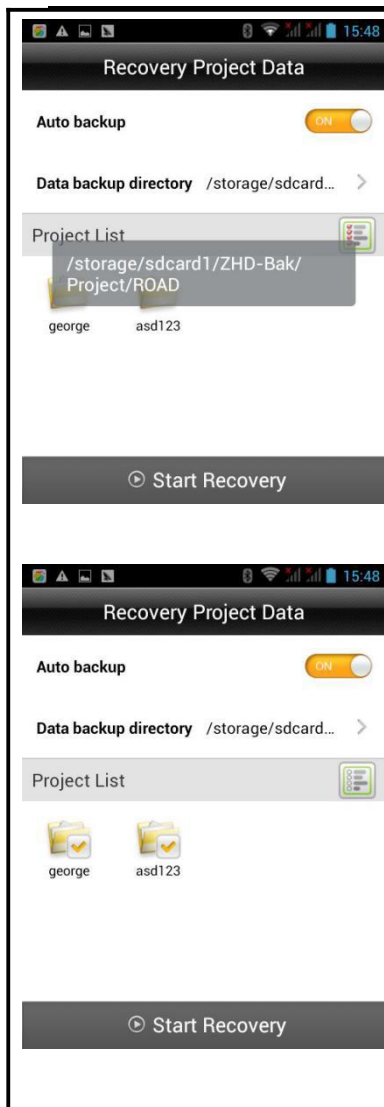 15:48
Recovery Project Data
Auto backup
ON
Data backup directory /storage/sdcard...
Project List
/storage/sdcard1/ZHD-Bak/
Project/ROAD
george asd123
Start Recovery
15:48
Recovery Project Data
Auto backup
ON
Data backup directory /storage/sdcard...
Project List
george asd123
Start Recovery